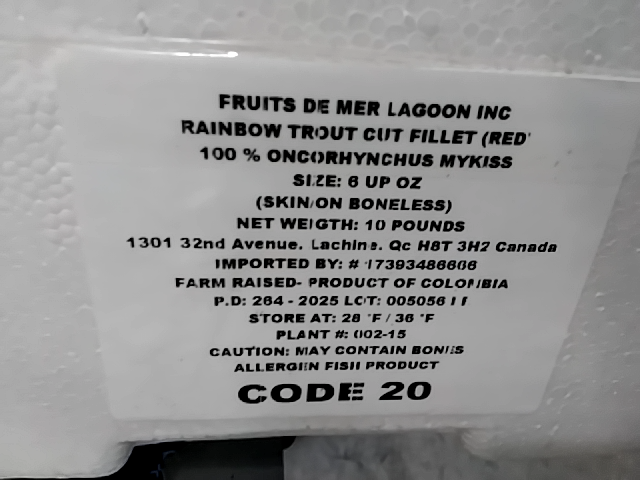 FRUITS DE MER LAGOON INC
RAINBOW TROUT CUT FILLET (RED)
100 % ONCORHYNCHUS MYKISS
SIZE: 6 UP OZ
(SKIN/ON BONELESS)
NET WEIGTH: 10 POUNDS
1301 32nd Avenue. Lachine. Qc H8T 3H2 Canada
IMPORTED BY: # 17393486606
FARM RAISED- PRODUCT OF COLOMBIA
P.D: 264 - 2025 LOT:
STORE AT: 28 °F / 36 °F
PLANT #: 002-15
CAUTION: MAY CONTAIN BONES
ALLERGEN FISH PRODUCT
CODE 20